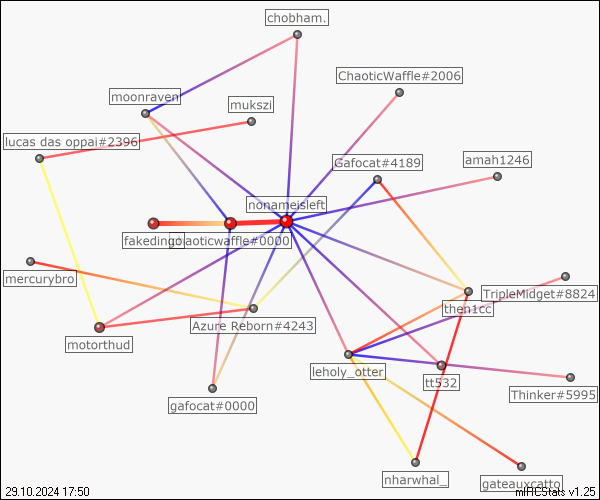 chobham.
ChaoticWaffle#2006
moonraven
mukszi
lucas das oppai#2396
Gafocat#4189
amah1246
nonameisleft
chaoticwaffle#0000
mercurybro
TripleMidget#8824
then1cc
Azure Reborn#4243
motorthud
leholy_otter
tt532
Thinker#5995
gafocat#0000
nharwhal_
gateauxcatto
29.10.2024 17:50
mIRCStats v1.25